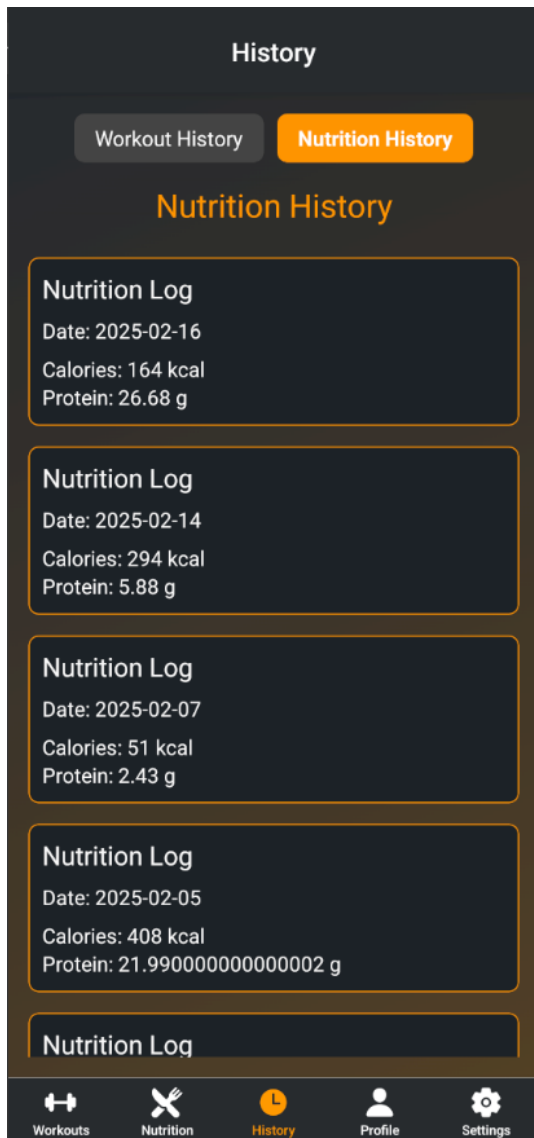 History
Workout History
Nutrition History
Nutrition History
Nutrition Log
Date: 2025-02-16
Calories: 164 kcal
Protein: 26.68 g
Nutrition Log
Date: 2025-02-14
Calories: 294 kcal
Protein: 5.88 g
Nutrition Log
Date: 2025-02-07
Calories: 51 kcal
Protein: 2.43 g
Nutrition Log
Date: 2025-02-05
Calories: 408 kcal
Protein: 21.990000000000002 g
Nutrition Log
Workouts
Nutrition
History
Profile
Settings